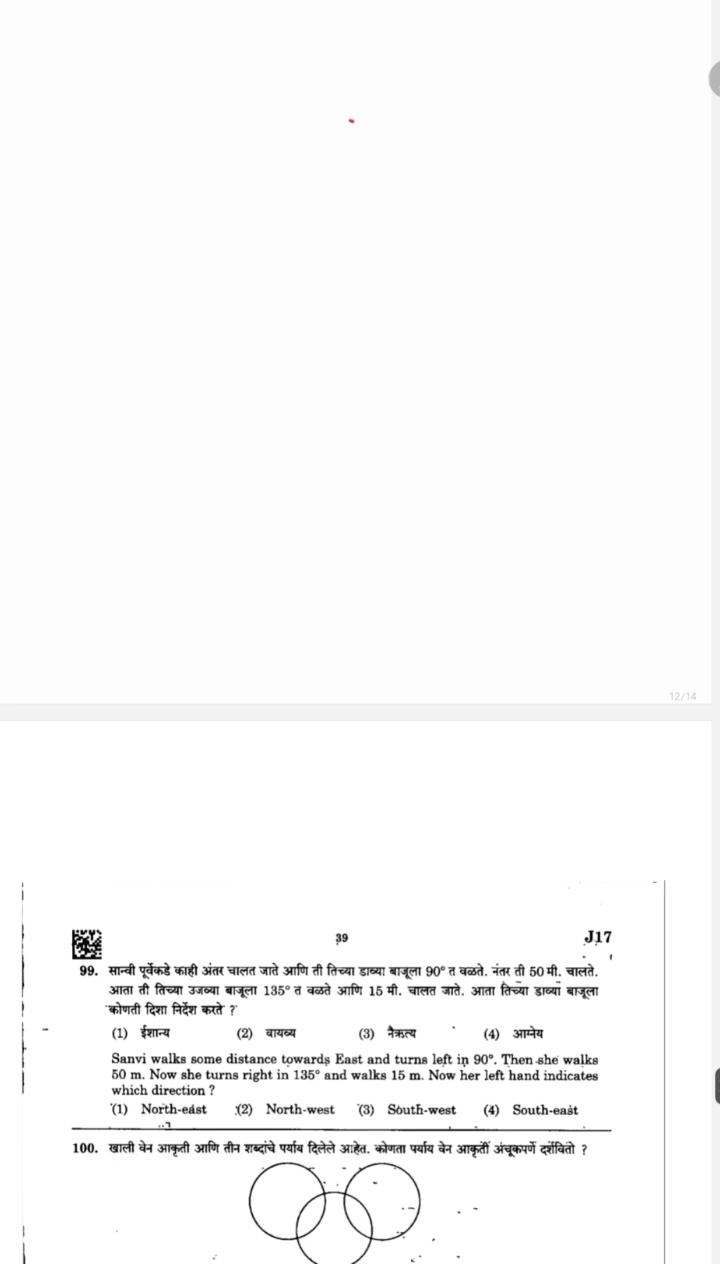 12/14
39
J17
99. सान्वी पूर्वेकडे काही अंतर चालत जाते आणि ती तिच्या डाव्या बाजूला 90° त वळते. नंतर ती 50 मी. चालते.
आता ती तिच्या उजव्या बाजूला 135° त वळते आणि 15 मी. चालत जाते. आता तिच्या डाव्या बाजूला
कोणती दिशा निर्देश करते ?
(1) ईशान्य (2) वायव्य (3) नैऋत्य (4) आग्नेय
Sanvi walks some distance towards East and turns left in 90°. Then she walks
50 m. Now she turns right in 135° and walks 15 m. Now her left hand indicates
which direction ?
(1) North-east (2) North-west (3) South-west (4) South-east
100. खाली वेन आकृती आणि तीन शब्दांचे पर्याय दिलेले आहेत. कोणता पर्याय वेन आकृती अचूकपणे दर्शवितो ?